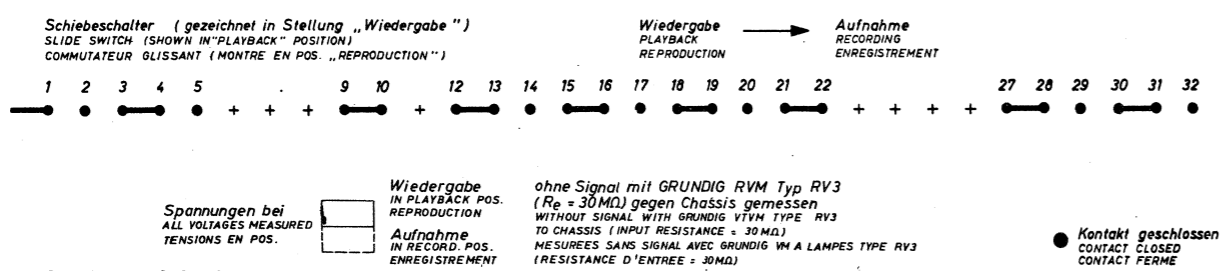 Schiebeschalter ( gezeichnet in Stellung „Wiedergabe ")
SLIDE SWITCH (SHOWN IN"PLAYBACK" POSITION)
COMMUTATEUR GLISSANT ( MONTRE EN POS. „REPRODUCTION")
Wiedergabe
PLAYBACK
REPRODUCTION
Aufnahme
RECORDING
ENREGISTREMENT
1 2 3 4 5 9 10 12 13 14 15 16 17 18 19 20 21 22 27 28 29 30 31 32
+ + + + + + + +
Spannungen bei
ALL VOLTAGES MEASURED
TENSIONS EN POS.
Wiedergabe
IN PLAYBACK POS.
REPRODUCTION
Aufnahme
IN RECORD. POS.
ENREGISTREMENT
ohne Signal mit GRUNDIG RVM Typ RV3
(Re = 30MΩ) gegen Chassis gemessen
WITHOUT SIGNAL WITH GRUNDIG VTVM TYPE RV3
TO CHASSIS ( INPUT RESISTANCE = 30MΩ)
MESUREES SANS SIGNAL AVEC GRUNDIG VM A LAMPES TYPE RV3
(RESISTANCE D'ENTREE = 30MΩ)
Kontakt geschlossen
CONTACT CLOSED
CONTACT FERME